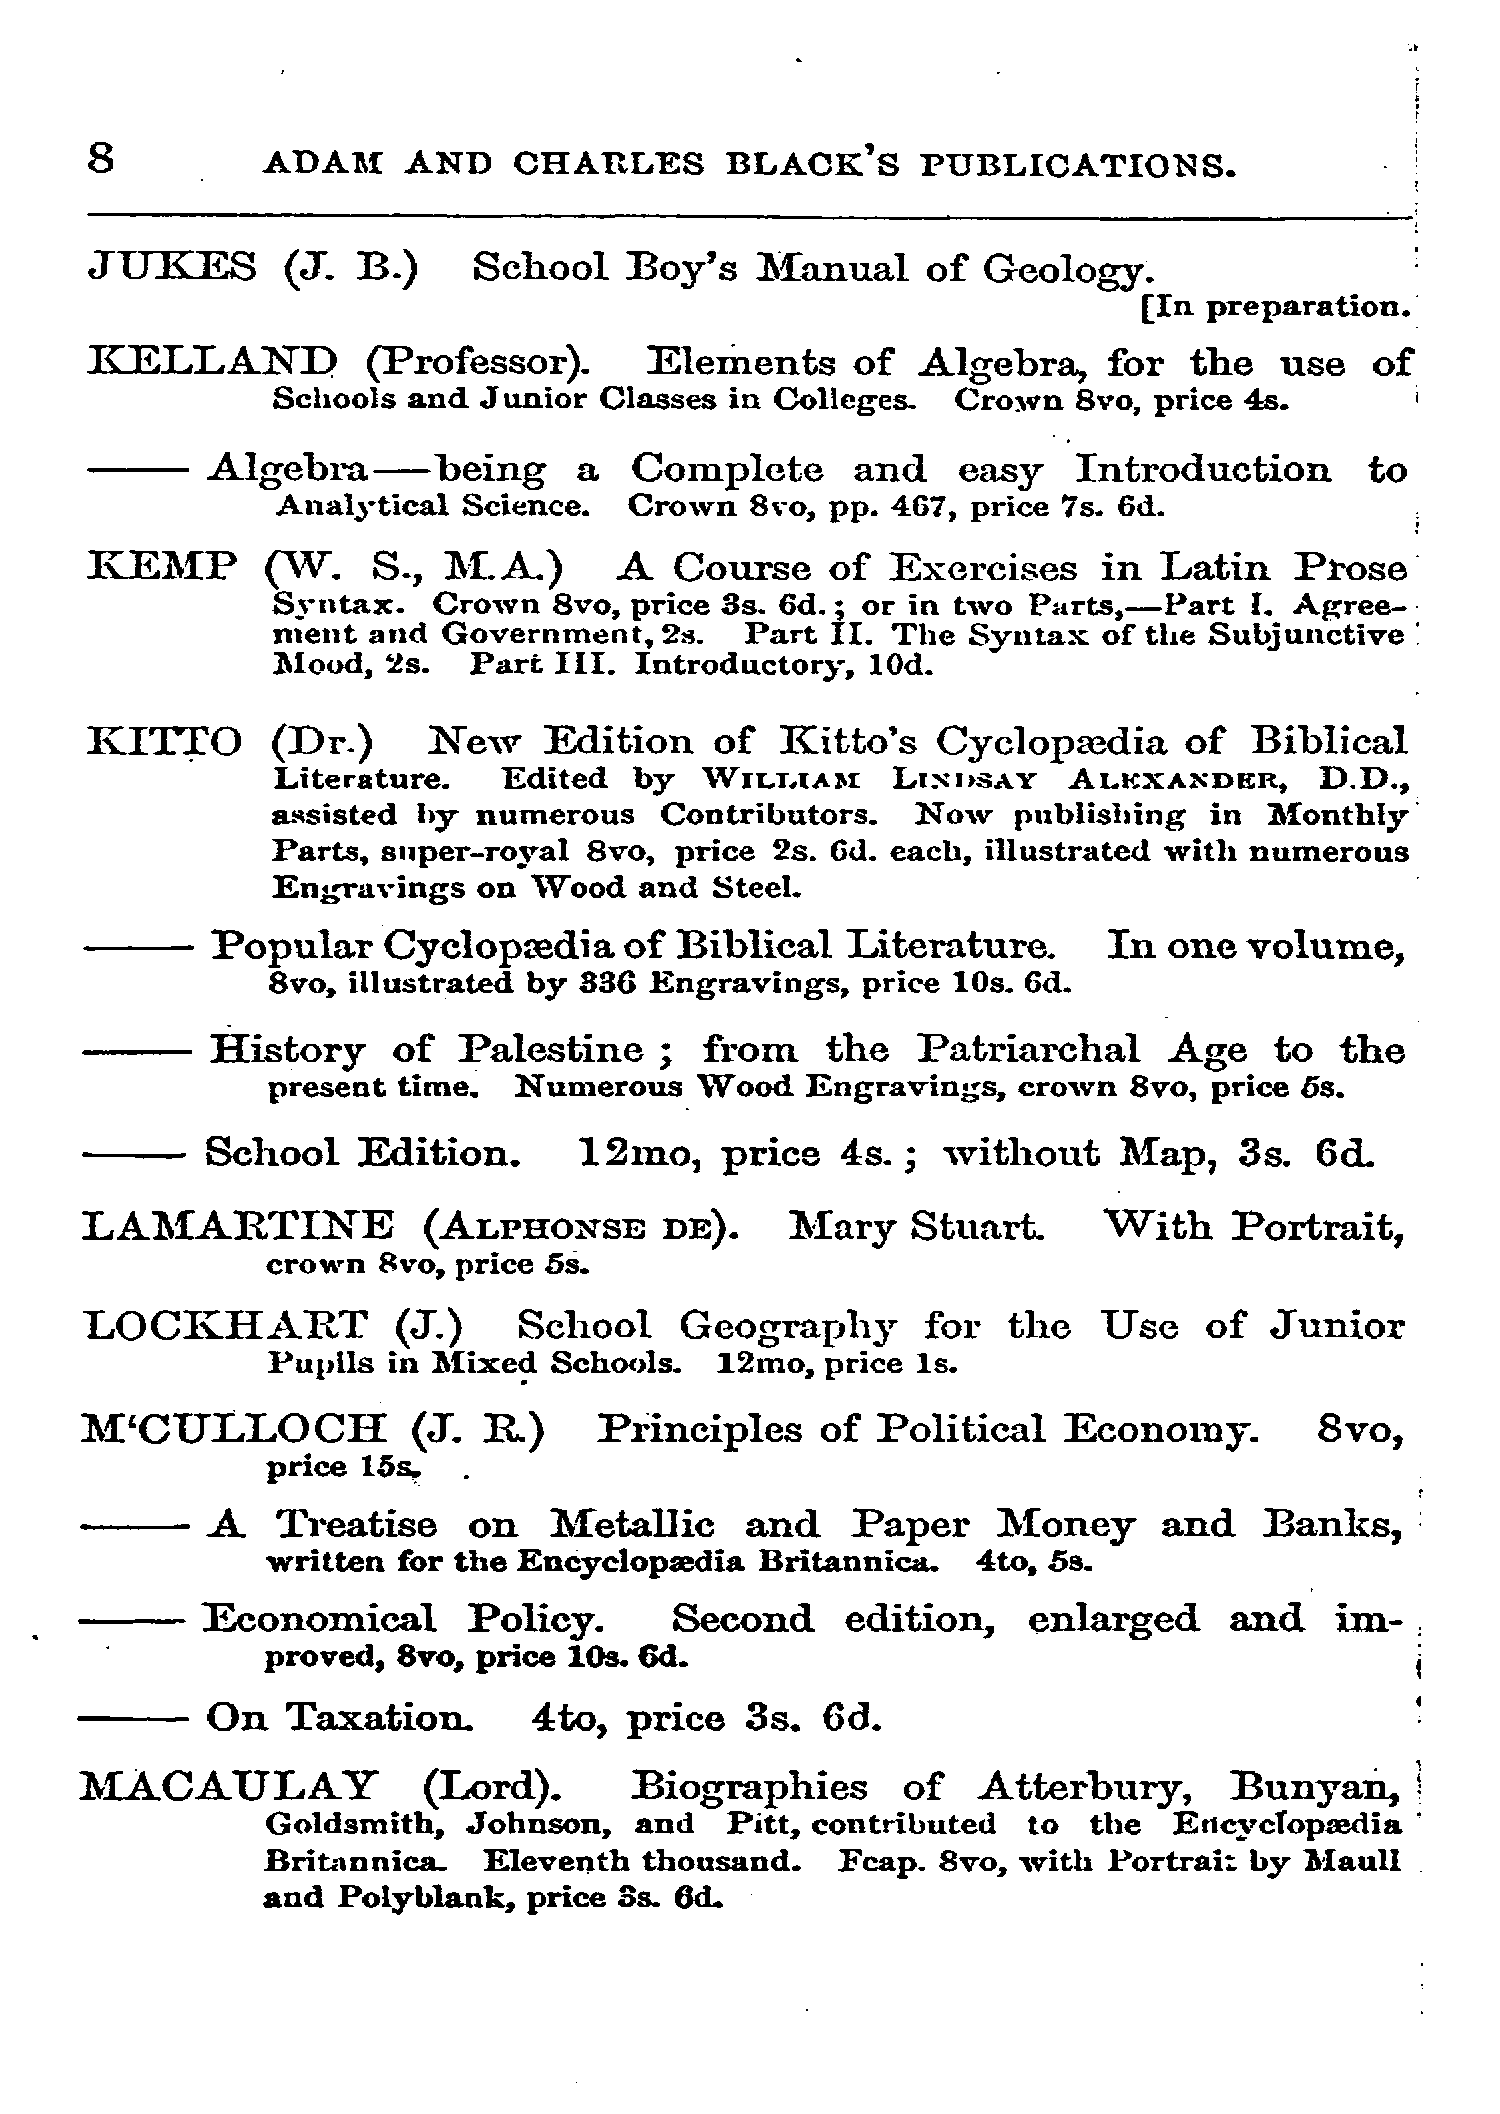 8 ADAM AND CHARLES BLACK'S PUBLICATIONS.
JUKES (J. B.) School Boy's Manual of Geology.
[In preparation.
KELLAND (Professor). Elements of Algebra, for the use of
Schools and Junior Classes in Colleges. Crown 8vo, price 4s.
—— Algebra—being a Complete and easy Introduction to
Analytical Science. Crown 8vo, pp. 467, price 7s. 6d.
KEMP (W. S., M.A.) A Course of Exercises in Latin Prose
Syntax. Crown 8vo, price 3s. 6d.; or in two Parts,—Part I. Agree-
ment and Government, 2s. Part II. The Syntax of the Subjunctive
Mood, 2s. Part III. Introductory, 10d.
KITTO (Dr.) New Edition of Kitto's Cyclopædia of Biblical
Literature. Edited by WILLIAM LINDSAY ALEXANDER, D.D.,
assisted by numerous Contributors. Now publishing in Monthly
Parts, super-royal 8vo, price 2s. 6d. each, illustrated with numerous
Engravings on Wood and Steel.
—— Popular Cyclopædia of Biblical Literature. In one volume,
8vo, illustrated by 336 Engravings, price 10s. 6d.
—— History of Palestine; from the Patriarchal Age to the
present time. Numerous Wood Engravings, crown 8vo, price 5s.
—— School Edition. 12mo, price 4s.; without Map, 3s. 6d.
LAMARTINE (ALPHONSE DE). Mary Stuart. With Portrait,
crown 8vo, price 5s.
LOCKHART (J.) School Geography for the Use of Junior
Pupils in Mixed Schools. 12mo, price 1s.
M'CULLOCH (J. R.) Principles of Political Economy. 8vo,
price 15s.
—— A Treatise on Metallic and Paper Money and Banks,
written for the Encyclopædia Britannica. 4to, 5s.
—— Economical Policy. Second edition, enlarged and im-
proved, 8vo, price 10s. 6d.
—— On Taxation. 4to, price 3s. 6d.
MACAULAY (Lord). Biographies of Atterbury, Bunyan,
Goldsmith, Johnson, and Pitt, contributed to the Encyclopædia
Britannica. Eleventh thousand. Fcap. 8vo, with Portrait by Maull
and Polyblank, price 3s. 6d.